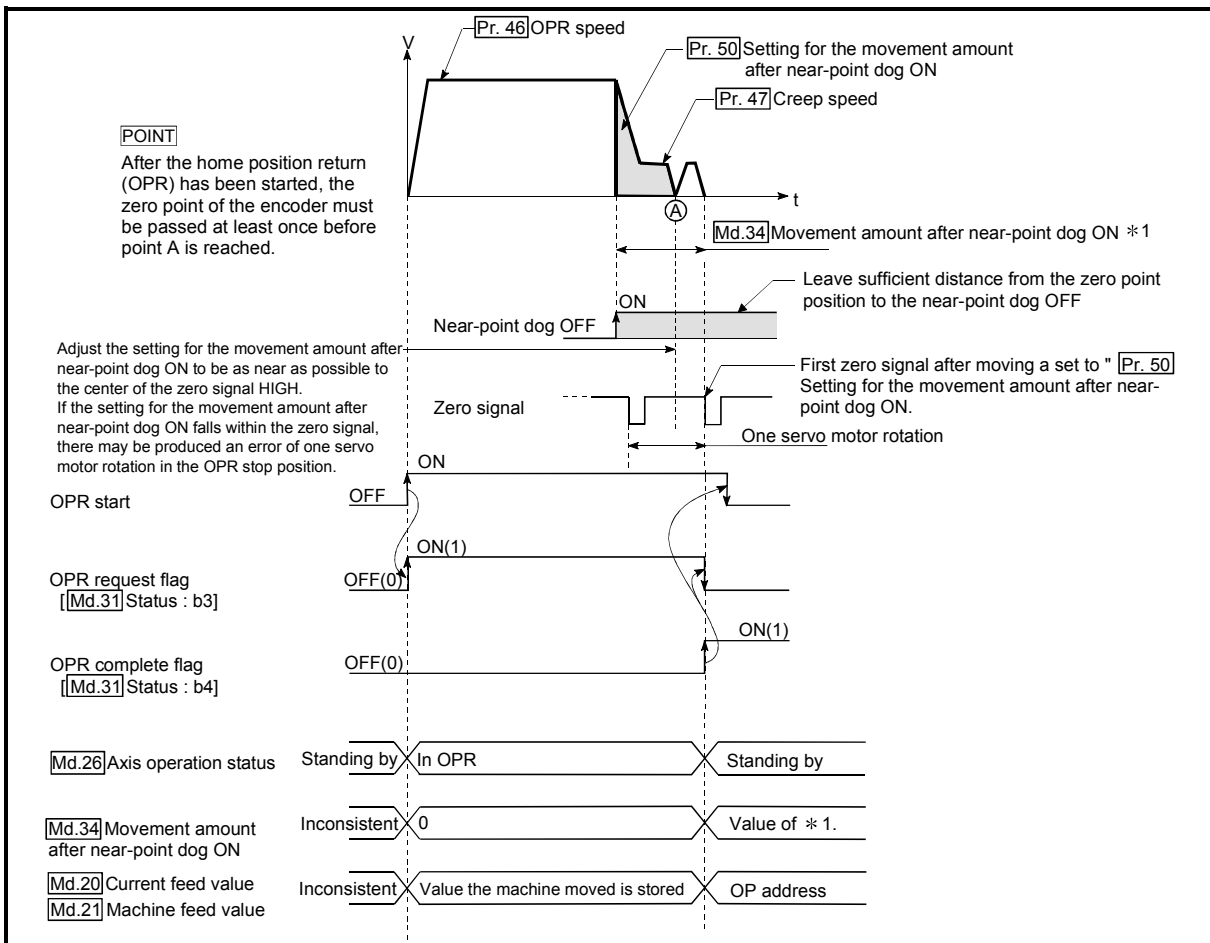 Pr. 46 OPR speed
V
Pr. 50 Setting for the movement amount
after near-point dog ON
Pr. 47 Creep speed
POINT
After the home position return
(OPR) has been started, the
zero point of the encoder must
be passed at least once before
point A is reached.
t
A
Md.34 Movement amount after near-point dog ON *1
Leave sufficient distance from the zero point
position to the near-point dog OFF
ON
Near-point dog OFF
Adjust the setting for the movement amount after
near-point dog ON to be as near as possible to
the center of the zero signal HIGH.
If the setting for the movement amount after
near-point dog ON falls within the zero signal,
there may be produced an error of one servo
motor rotation in the OPR stop position.
First zero signal after moving a set to " Pr. 50
Setting for the movement amount after near-
point dog ON.
Zero signal
One servo motor rotation
ON
OPR start
OFF
ON(1)
OPR request flag
[Md.31 Status : b3]
OFF(0)
ON(1)
OPR complete flag
[Md.31 Status : b4]
OFF(0)
Md.26 Axis operation status
Standing by
In OPR
Standing by
Md.34 Movement amount
after near-point dog ON
Inconsistent
0
Value of *1.
Md.20 Current feed value
Md.21 Machine feed value
Inconsistent
Value the machine moved is stored
OP address